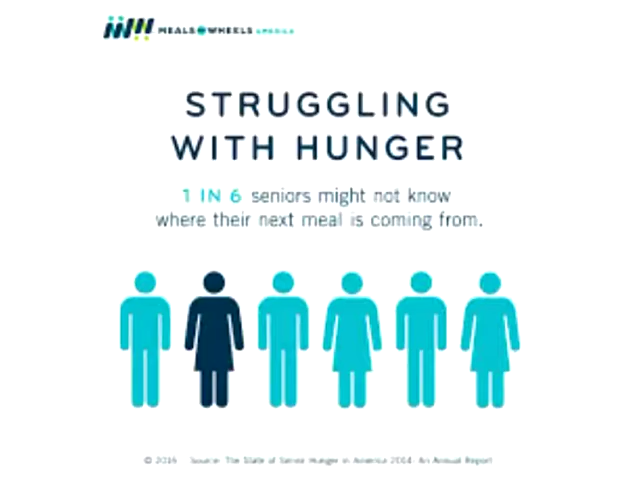 MEALS ON WHEELS AMERICA
STRUGGLING
WITH HUNGER
1 IN 6 seniors might not know
where their next meal is coming from.
Source: The State of Senior Hunger in America 2014: An Annual Report